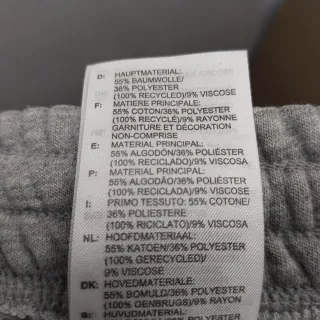 D: HAUPTMATERIAL:
55% BAUMWOLLE/
36% POLYESTER
(100% RECYCLED)/9% VISCOSE
F: MATIERE PRINCIPALE:
55% COTON/36% POLYESTER
(100% RECYCLÉ)/9% RAYONNE
GARNITURE ET DÉCORATION
NON-COMPRISE
E: MATERIAL PRINCIPAL:
55% ALGODÓN/36% POLIÉSTER
(100% RECICLADO)/9% VISCOSA
P: MATERIAL PRINCIPAL:
55% ALGODÃO/36% POLIÉSTER
(100% RECICLADA)/9% VISCOSE
I: PRIMO TESSUTO: 55% COTONE/
36% POLIESTERE
(100% RICICLATO)/9% VISCOSA
NL: HOOFDMATERIAAL:
55% KATOEN/36% POLYESTER
(100% GERECYCLED)/
9% VISCOSE
DK: HOVEDMATERIALE:
55% BOMULD/36% POLYESTER
(100% GENBRUGS)/9% RAYON
S: HUVUDMATERIAL: